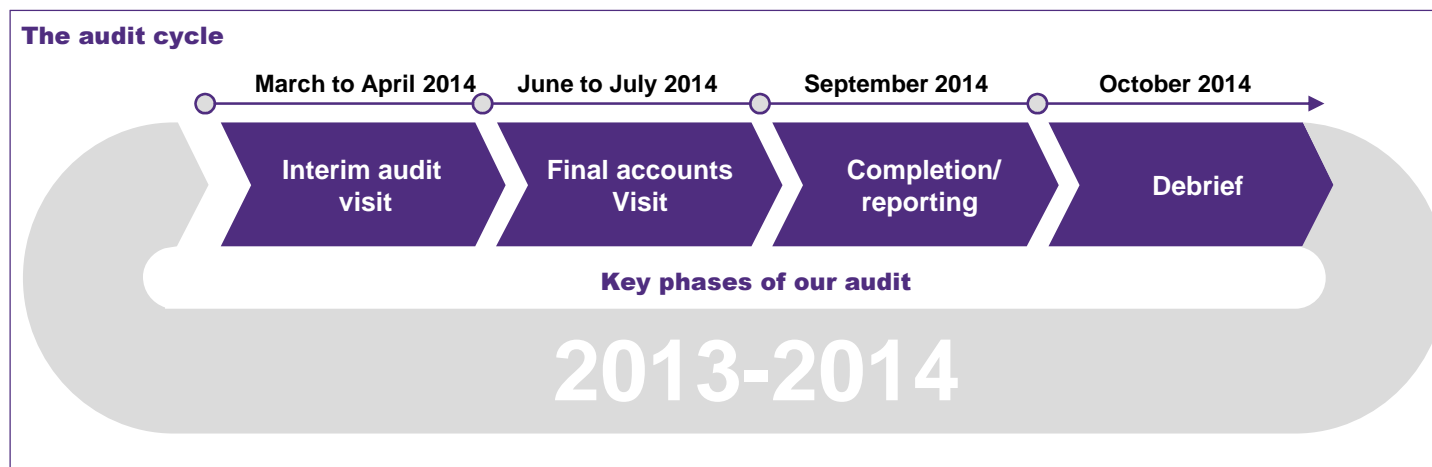 The audit cycle
March to April 2014
June to July 2014
September 2014
October 2014
Interim audit
visit
Final accounts
Visit
Completion/
reporting
Debrief
Key phases of our audit
2013-2014